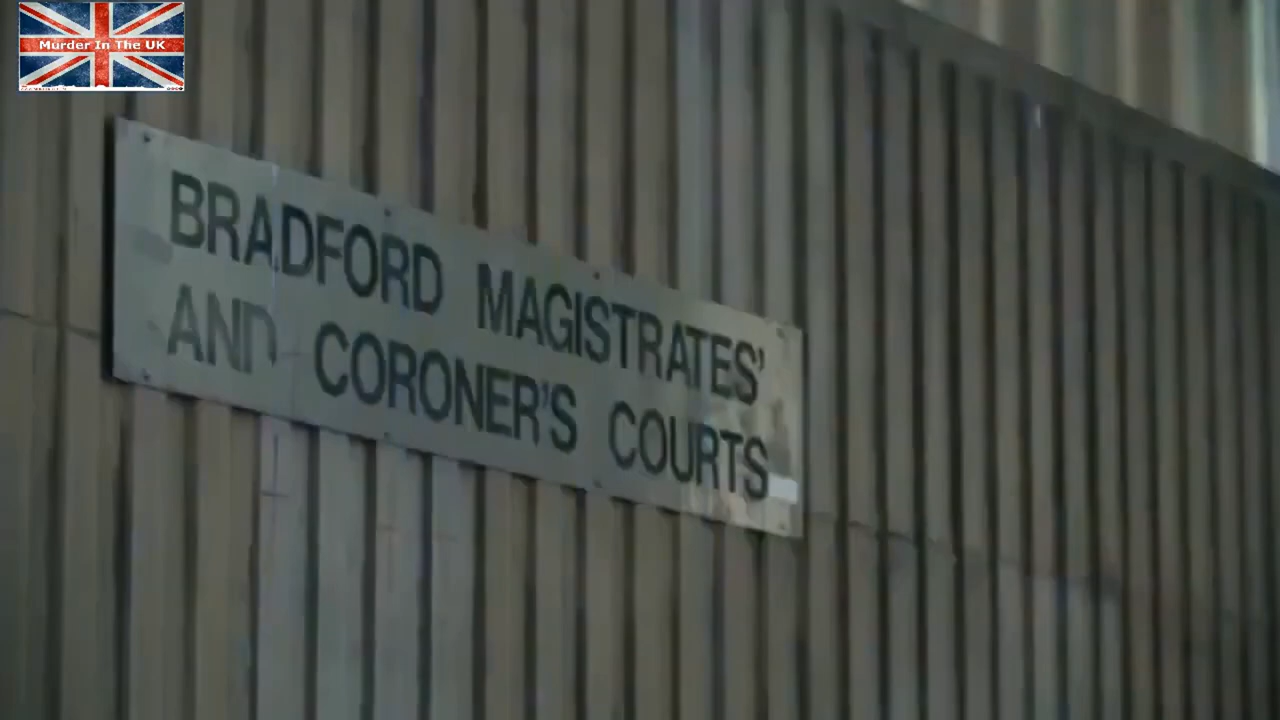 Murder In The UK
BRADFORD MAGISTRATES'
AND CORONER'S COURTS